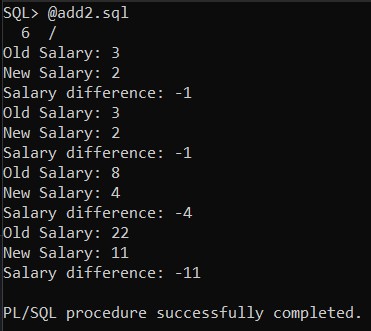 SQL> @add2.sql
  6  /
Old Salary: 3
New Salary: 2
Salary difference: -1
Old Salary: 3
New Salary: 2
Salary difference: -1
Old Salary: 8
New Salary: 4
Salary difference: -4
Old Salary: 22
New Salary: 11
Salary difference: -11

PL/SQL procedure successfully completed.